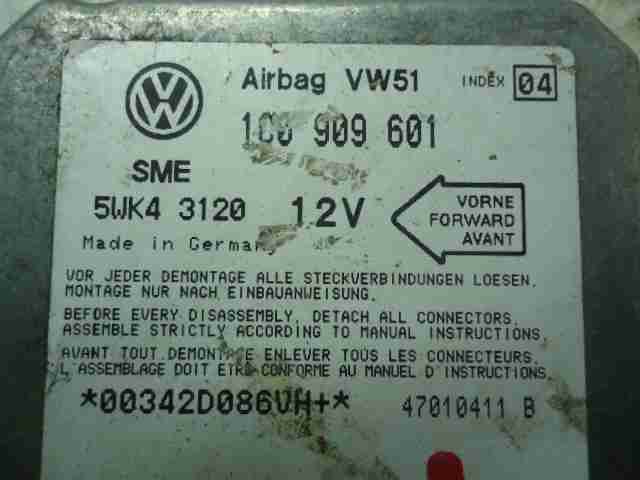 Airbag VW51 INDEX 04
1C0 909 601
SME
5WK4 3120 12V
VORNE
FORWARD
AVANT
Made in Germany
VOR JEDER DEMONTAGE ALLE STECKVERBINDUNGEN LOESEN.
MONTAGE NUR NACH EINBAUANWEISUNG.
BEFORE EVERY DISASSEMBLY, DETACH ALL CONNECTORS.
ASSEMBLE STRICTLY ACCORDING TO MANUAL INSTRUCTIONS.
AVANT TOUT DEMONTAGE ENLEVER TOUS LES CONNECTEURS.
L'ASSEMBLAGE DOIT ETRE CONFORME AU MANUEL D'INSTRUCTIONS
*00342D086VH+* 47010411 B